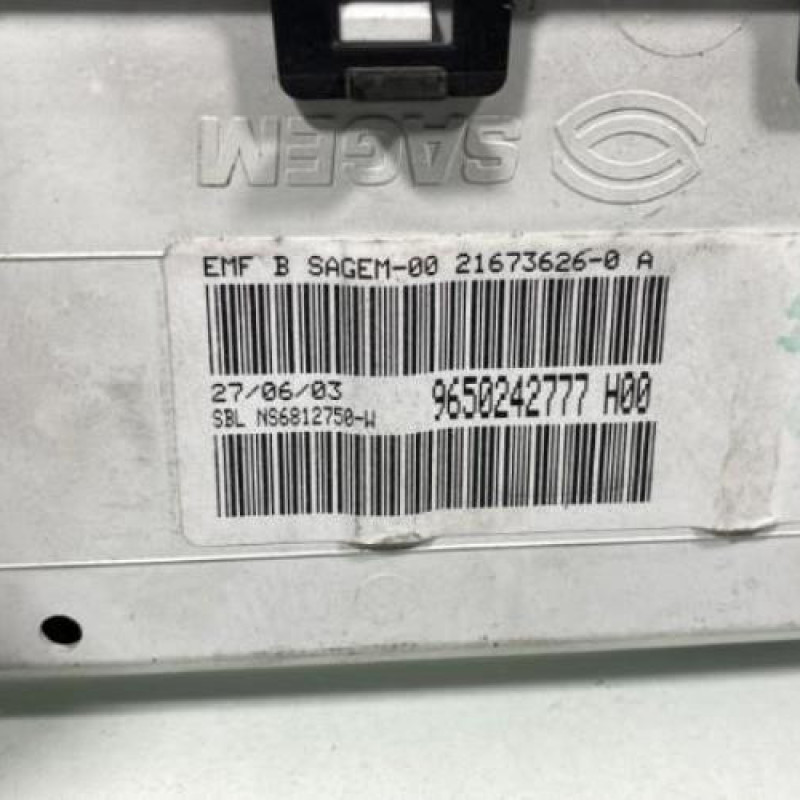 SAGEM
EMF B SAGEM-00 21673626-0 A
27/06/03
9650242777 H00
SBL NS6812750-W